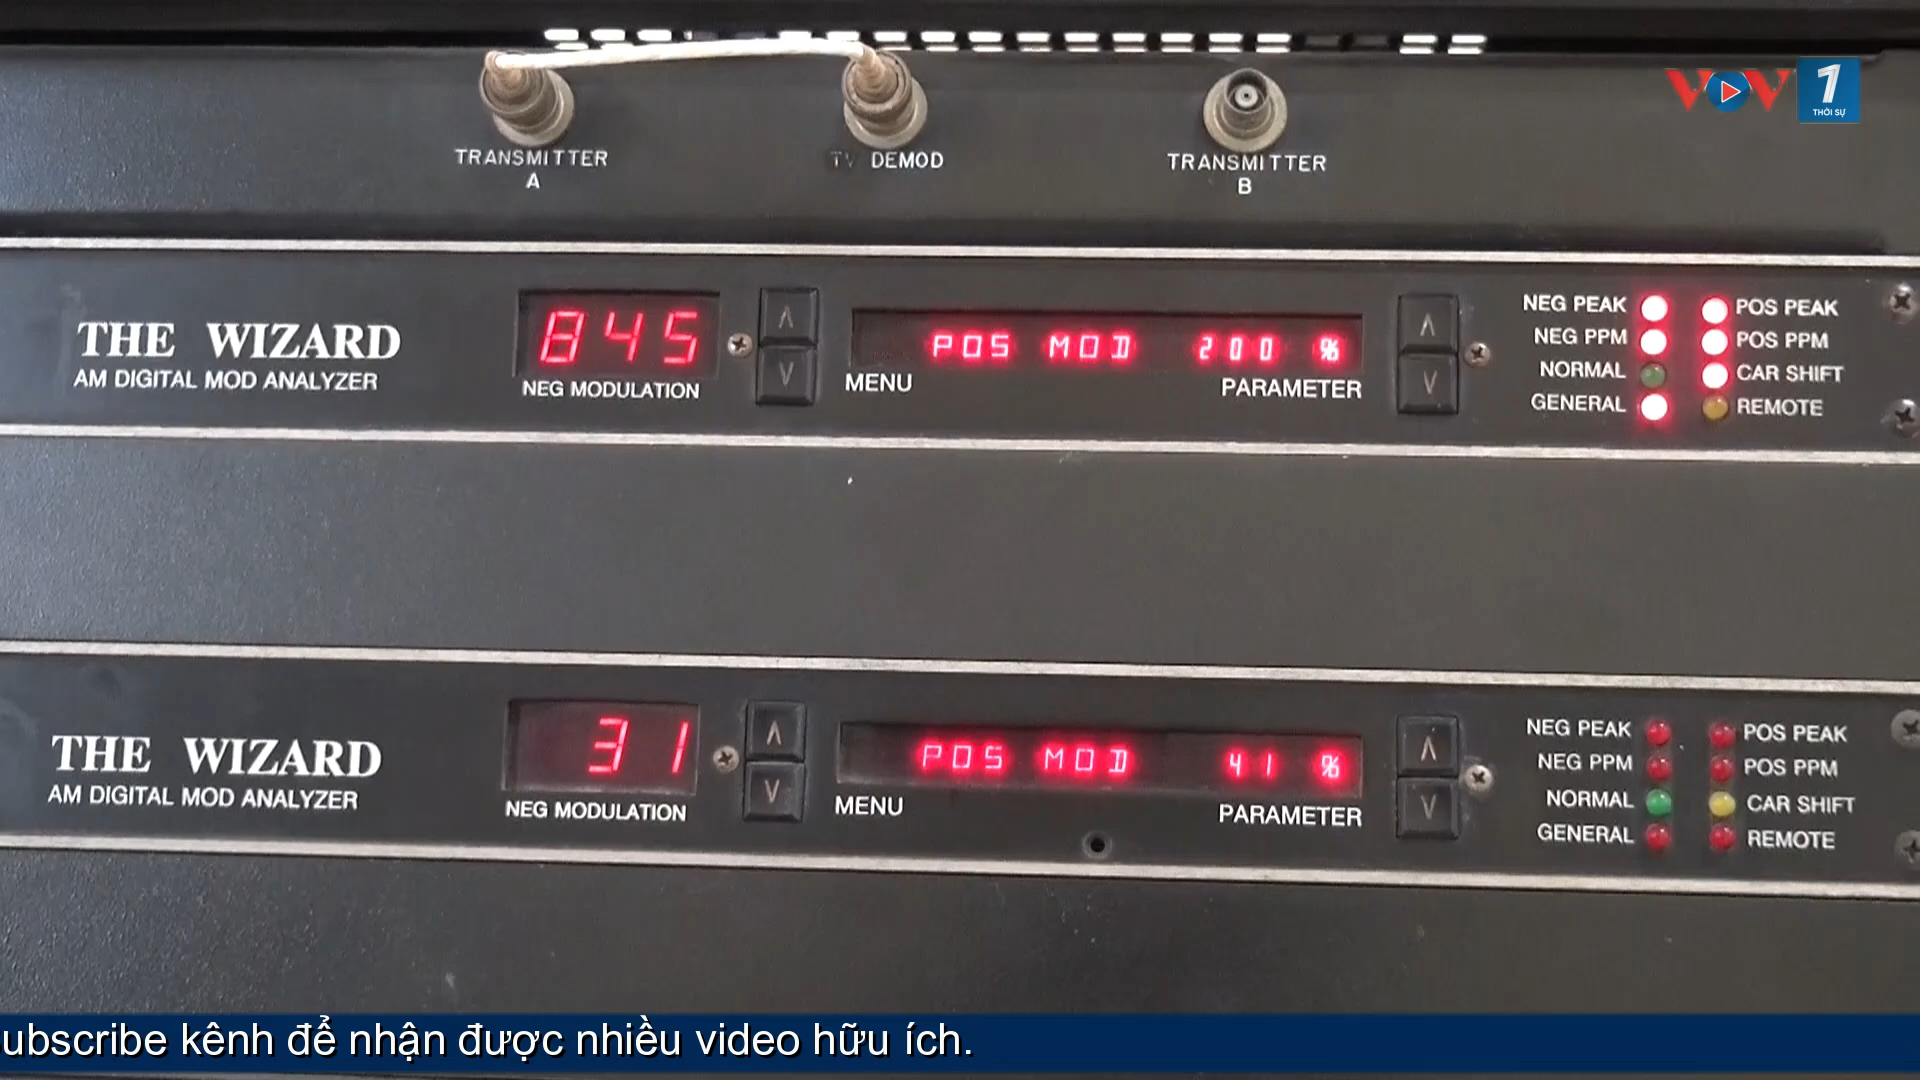 VOV 1
THỜI SỰ
TRANSMITTER
A
TV DEMOD
TRANSMITTER
B
THE WIZARD
AM DIGITAL MOD ANALYZER
845
NEG MODULATION
∧
∨
POS MOD 200 %
MENU
PARAMETER
∧
∨
NEG PEAK
NEG PPM
NORMAL
GENERAL
POS PEAK
POS PPM
CAR SHIFT
REMOTE
THE WIZARD
AM DIGITAL MOD ANALYZER
31
NEG MODULATION
∧
∨
POS MOD 41 %
MENU
PARAMETER
∧
∨
NEG PEAK
NEG PPM
NORMAL
GENERAL
POS PEAK
POS PPM
CAR SHIFT
REMOTE
ubscribe kênh để nhận được nhiều video hữu ích.